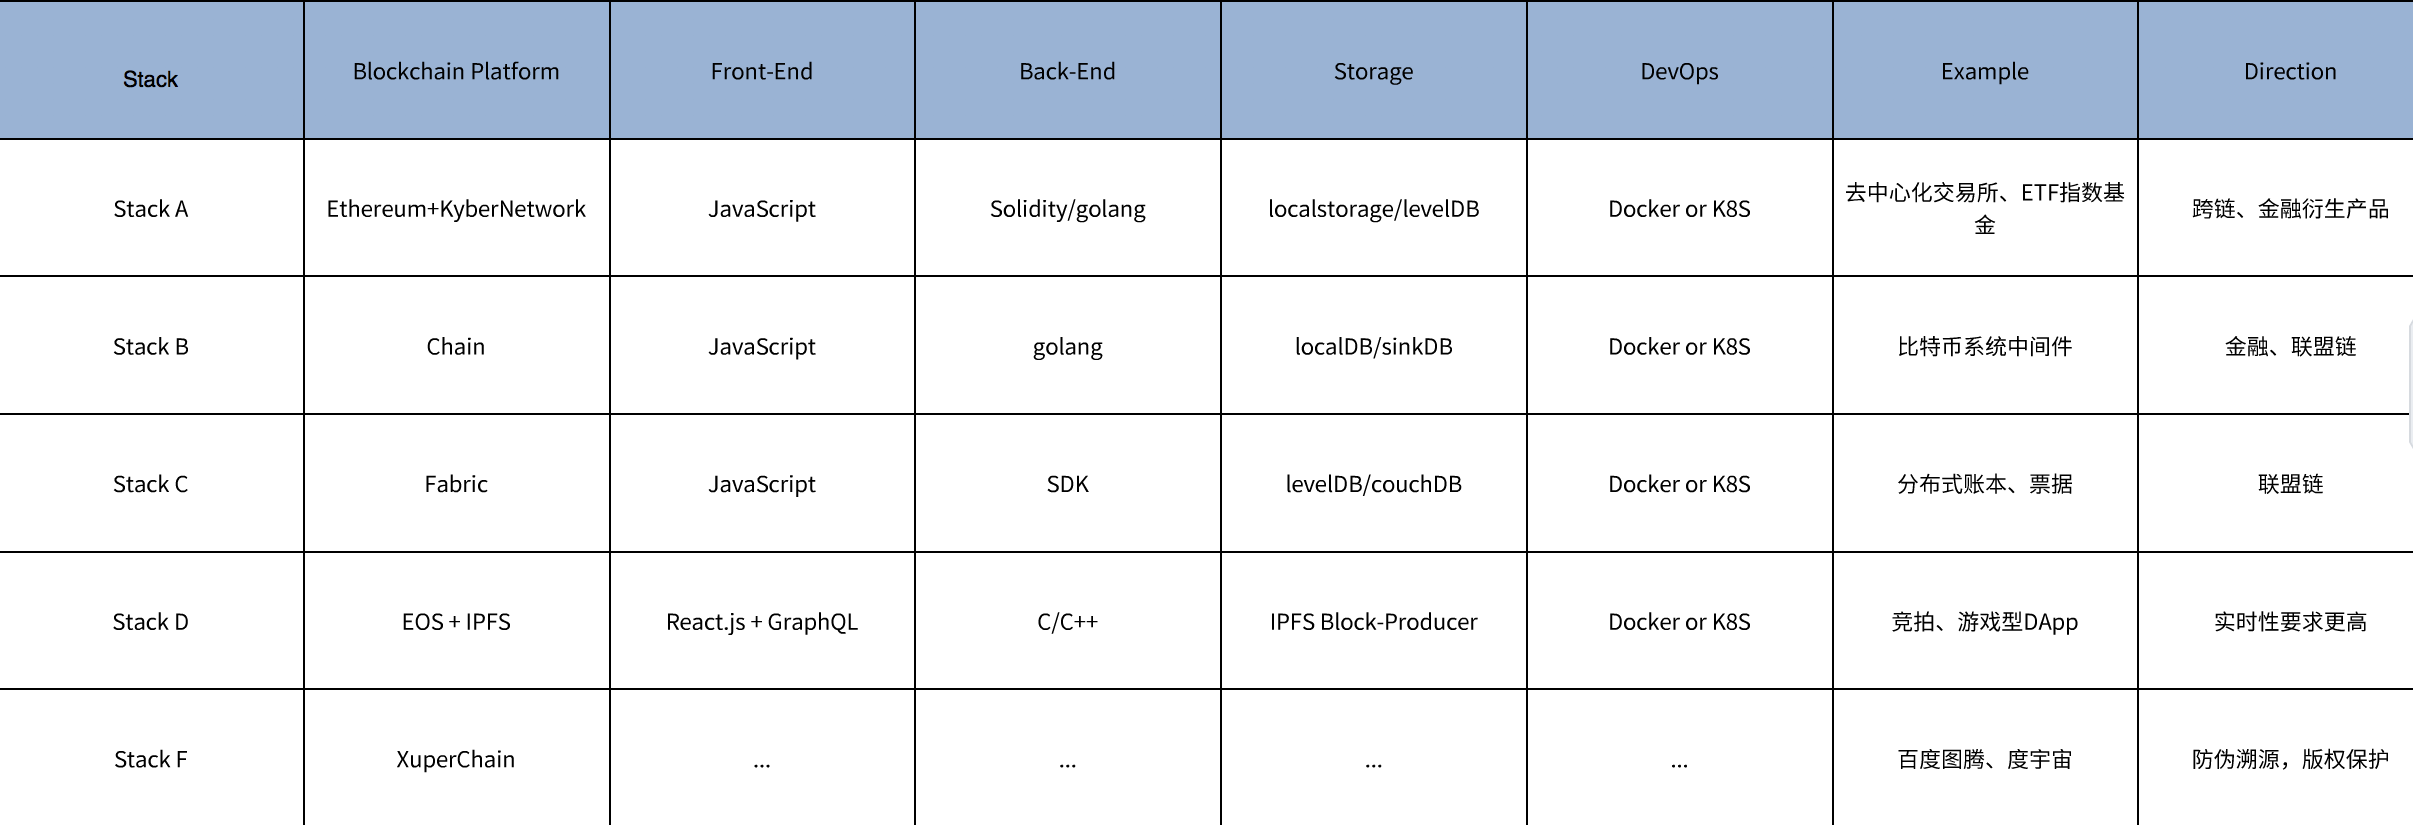 Stack
Blockchain Platform
Front-End
Back-End
Storage
DevOps
Example
Direction
Stack A
Ethereum+KyberNetwork
JavaScript
Solidity/golang
localstorage/levelDB
Docker or K8S
去中心化交易所、ETF指数基
金
跨链、金融衍生产品
Stack B
Chain
JavaScript
golang
localDB/sinkDB
Docker or K8S
比特币系统中间件
金融、联盟链
Stack C
Fabric
JavaScript
SDK
levelDB/couchDB
Docker or K8S
分布式账本、票据
联盟链
Stack D
EOS + IPFS
React.js + GraphQL
C/C++
IPFS Block-Producer
Docker or K8S
竞拍、游戏型DApp
实时性要求更高
Stack F
XuperChain
...
...
...
...
百度图腾、度宇宙
防伪溯源，版权保护